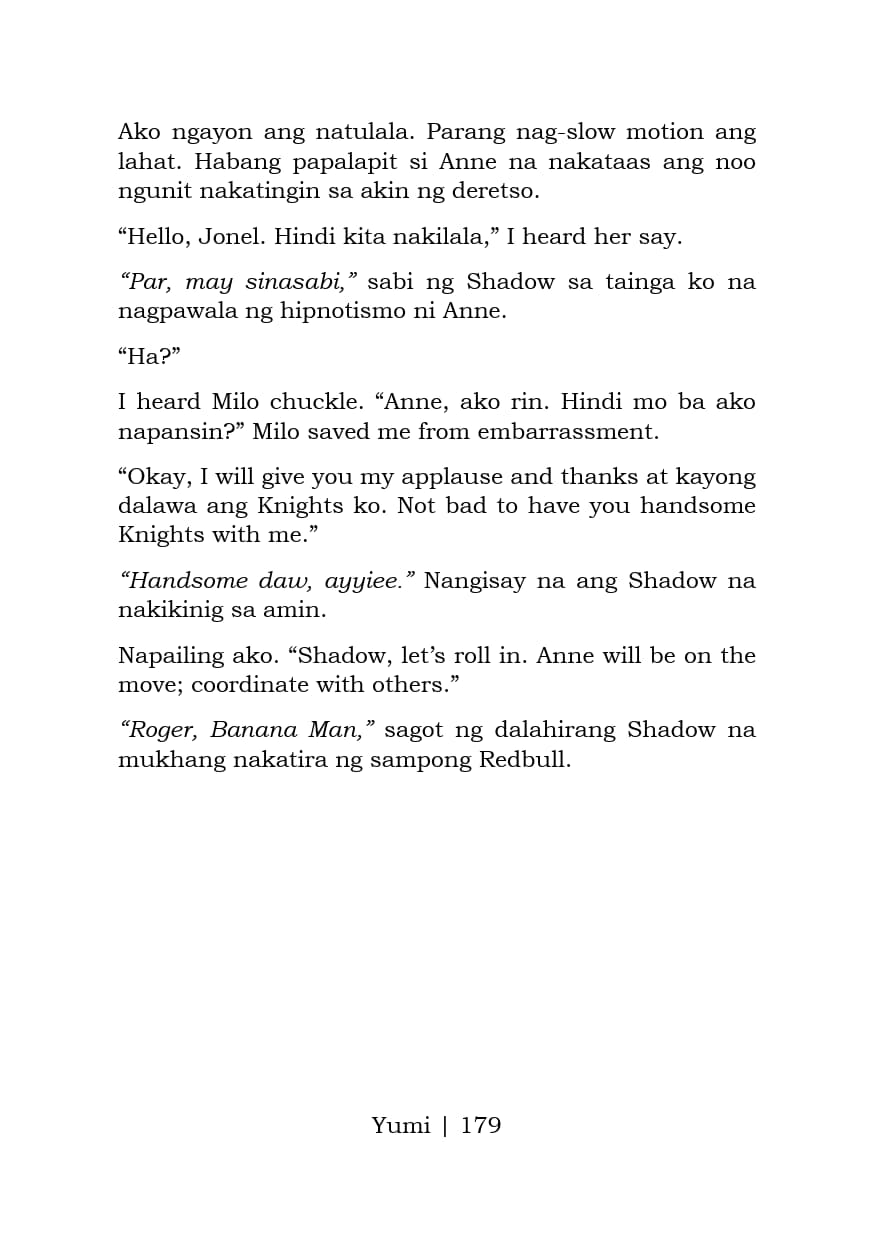 Ako ngayon ang natulala. Parang nag-slow motion ang
lahat. Habang papalapit si Anne na nakataas ang noo
ngunit nakatingin sa akin ng deretso.
“Hello, Jonel. Hindi kita nakilala,” I heard her say.
“Par, may sinasabi,” sabi ng Shadow sa tainga ko na
nagpawala ng hipnotismo ni Anne.
“Ha?”
I heard Milo chuckle. “Anne, ako rin. Hindi mo ba ako
napansin?” Milo saved me from embarrassment.
“Okay, I will give you my applause and thanks at kayong
dalawa ang Knights ko. Not bad to have you handsome
Knights with me.”
“Handsome daw, ayyiee.” Nangisay na ang Shadow na
nakikinig sa amin.
Napailing ako. “Shadow, let’s roll in. Anne will be on the
move; coordinate with others.”
“Roger, Banana Man,” sagot ng dalahirang Shadow na
mukhang nakatira ng sampong Redbull.
Yumi | 179